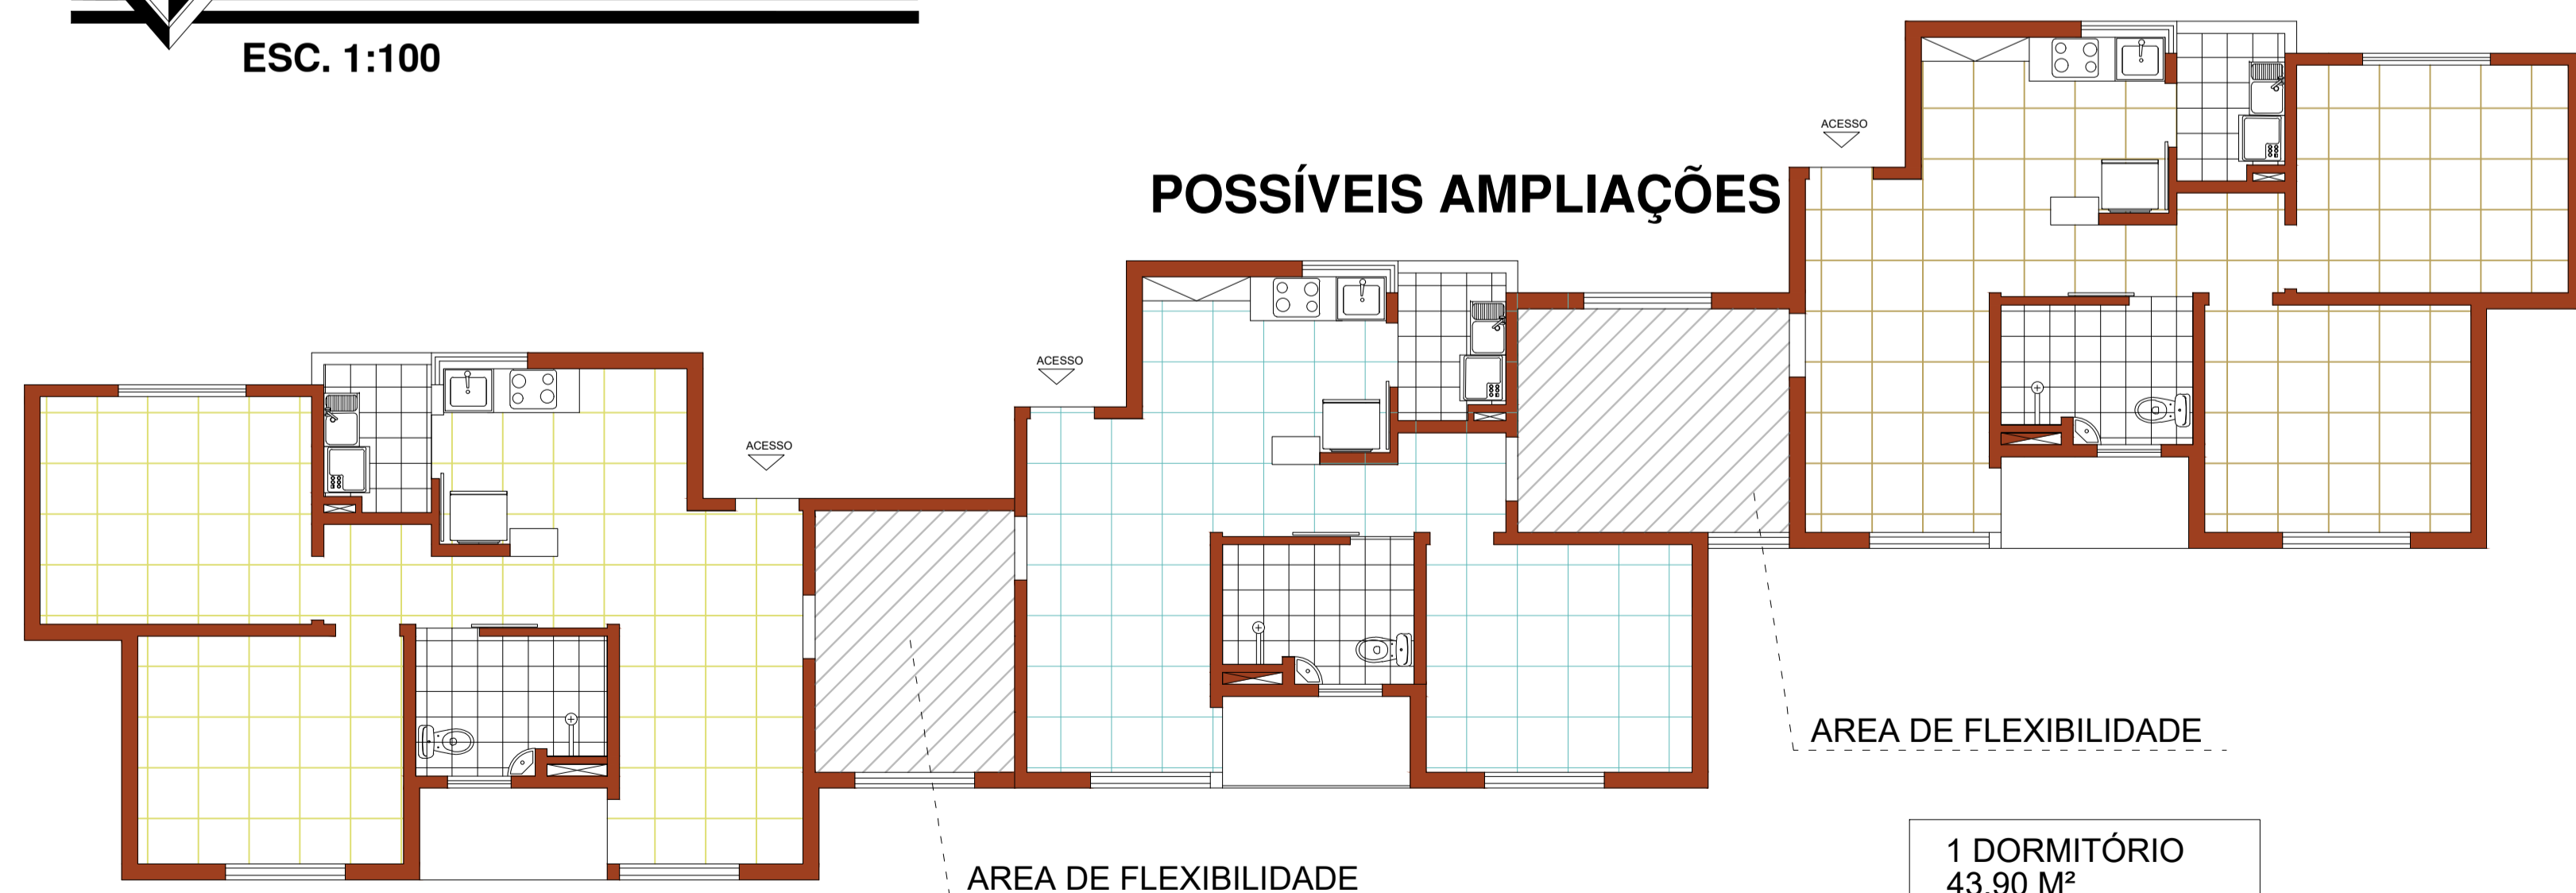 ESC. 1:100
ACESSO
POSSÍVEIS AMPLIAÇÕES
ACESSO
ACESSO
AREA DE FLEXIBILIDADE
1 DORMITÓRIO
43.90 M²
AREA DE FLEXIBILIDADE